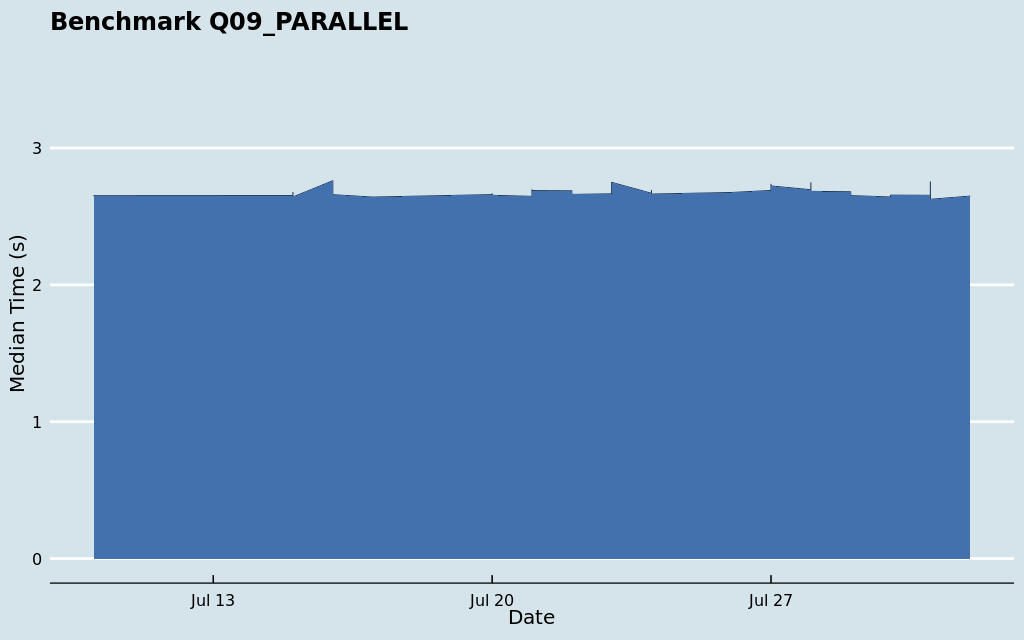 Benchmark Q09_PARALLEL
3
2
1
0
Median Time (s)
Jul 13
Jul 20
Jul 27
Date